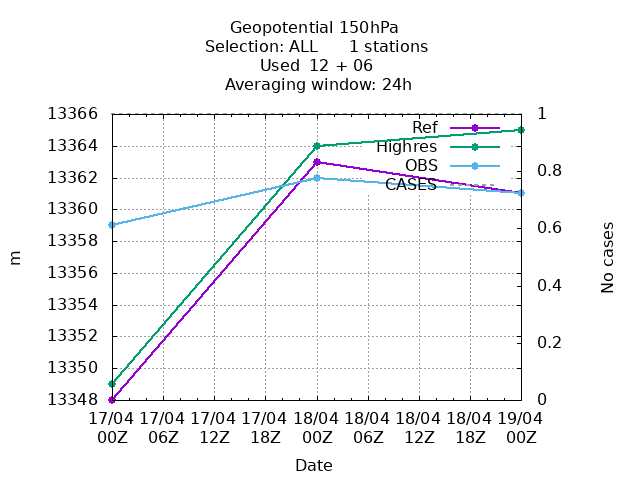 Geopotential 150hPa
Selection: ALL      1 stations
Used  12 + 06
Averaging window: 24h
13366
13364
13362
13360
13358
13356
13354
13352
13350
13348
m
1
0.8
0.6
0.4
0.2
0
No cases
Ref
Highres
OBS
CASES
17/04 17/04 17/04 17/04 18/04 18/04 18/04 18/04 19/04
00Z 06Z 12Z 18Z 00Z 06Z 12Z 18Z 00Z
Date